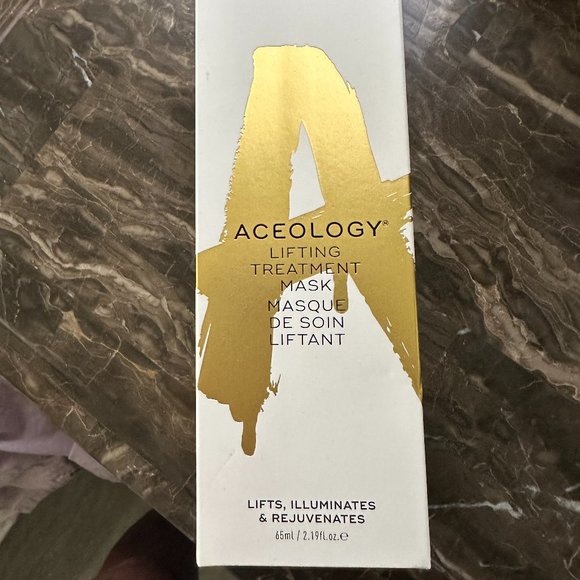 ACEOLOGY®
LIFTING
TREATMENT
MASK
MASQUE
DE SOIN
LIFTANT
LIFTS, ILLUMINATES
& REJUVENATES
65ml / 2.19fl.oz.℮